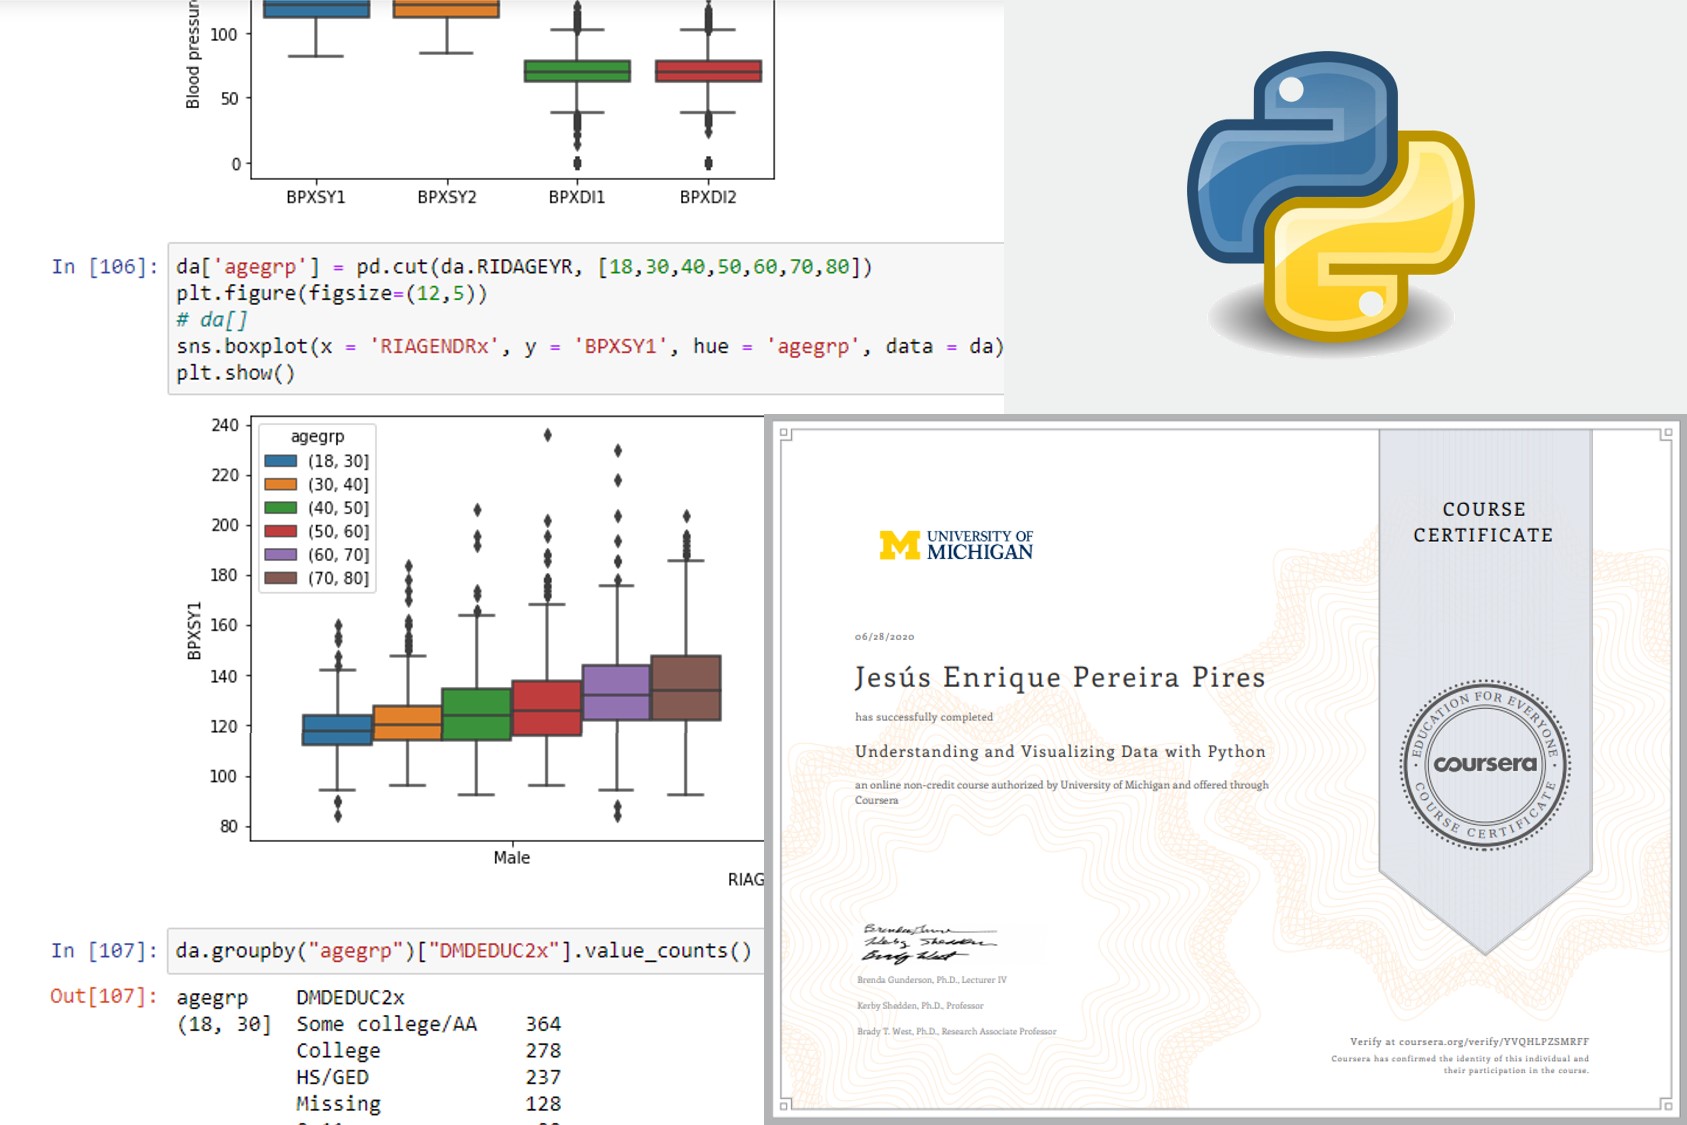 Blood pressur
100
50
0
BPXSY1 BPXSY2 BPXDI1 BPXDI2
In [106]:
da['agegrp'] = pd.cut(da.RIDAGEYR, [18,30,40,50,60,70,80])
plt.figure(figsize=(12,5))
# da[]
sns.boxplot(x = 'RIAGENDRx', y = 'BPXSY1', hue = 'agegrp', data = da)
plt.show()
240
220
200
180
160
140
120
100
80
BPXSY1
agegrp
(18, 30]
(30, 40]
(40, 50]
(50, 60]
(60, 70]
(70, 80]
Male
RIAG
In [107]:
da.groupby("agegrp")["DMDEDUC2x"].value_counts()
Out[107]:
agegrp DMDEDUC2x
(18, 30] Some college/AA 364
College 278
HS/GED 237
Missing 128
UNIVERSITY OF
MICHIGAN
06/28/2020
Jesús Enrique Pereira Pires
has successfully completed
Understanding and Visualizing Data with Python
an online non-credit course authorized by University of Michigan and offered through
Coursera
Brenda Gunderson, Ph.D., Lecturer IV
Kerby Shedden, Ph.D., Professor
Brady T. West, Ph.D., Research Associate Professor
COURSE
CERTIFICATE
EDUCATION FOR EVERYONE
coursera
COURSE CERTIFICATE
Verify at coursera.org/verify/YVQHLPZSMRFF
Coursera has confirmed the identity of this individual and
their participation in the course.